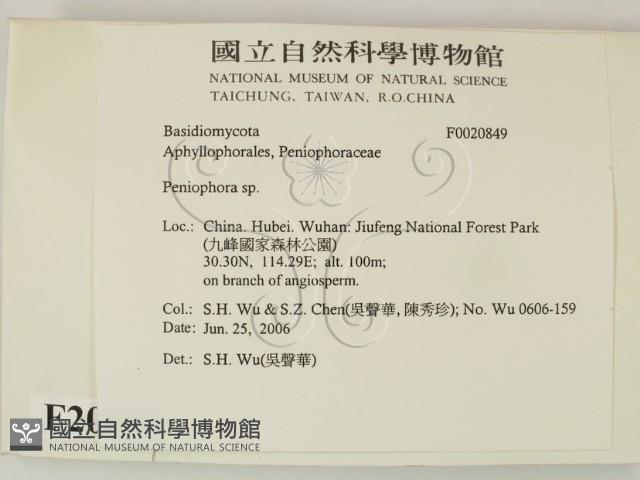 國立自然科學博物館
NATIONAL MUSEUM OF NATURAL SCIENCE
TAICHUNG, TAIWAN, R.O.CHINA
Basidiomycota F0020849
Aphyllophorales, Peniophoraceae
Peniophora sp.
Loc.: China. Hubei. Wuhan: Jiufeng National Forest Park
(九峰國家森林公園)
30.30N, 114.29E; alt. 100m;
on branch of angiosperm.
Col.: S.H. Wu & S.Z. Chen(吳聲華, 陳秀珍); No. Wu 0606-159
Date: Jun. 25, 2006
Det.: S.H. Wu(吳聲華)
F20
國立自然科學博物館
NATIONAL MUSEUM OF NATURAL SCIENCE